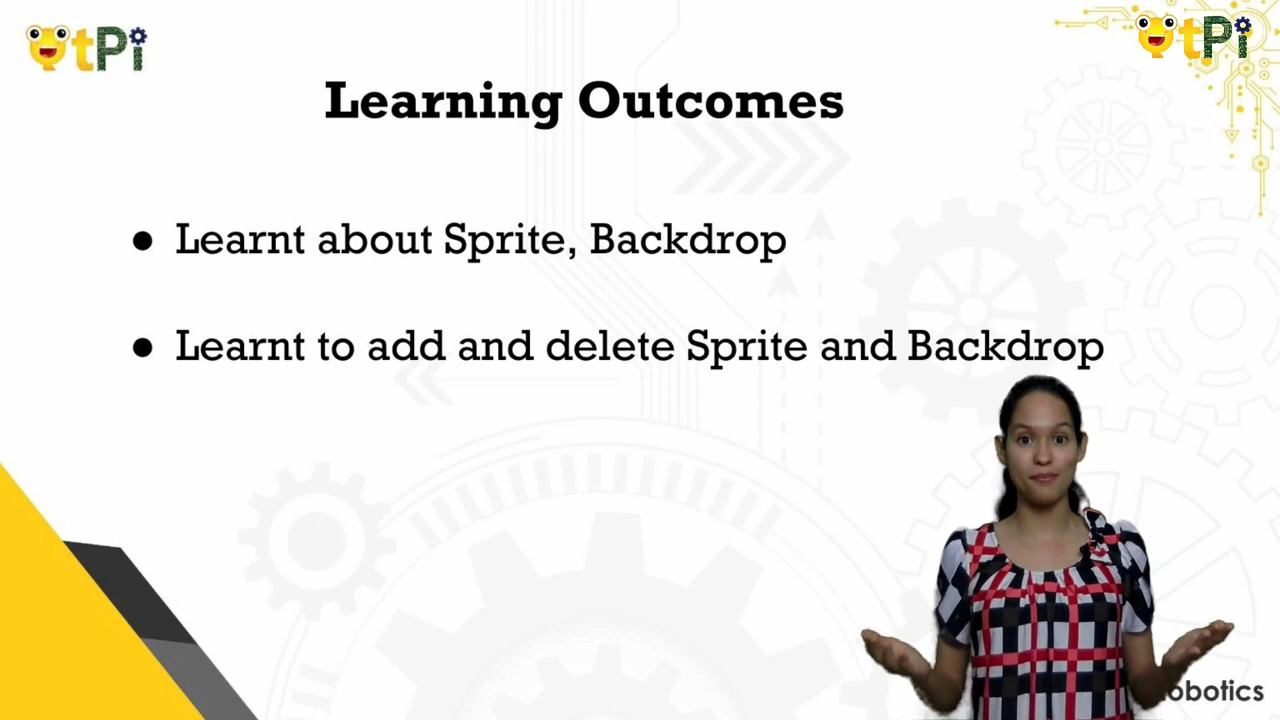 tPi
tPi
Learning Outcomes
● Learnt about Sprite, Backdrop
● Learnt to add and delete Sprite and Backdrop
obotics